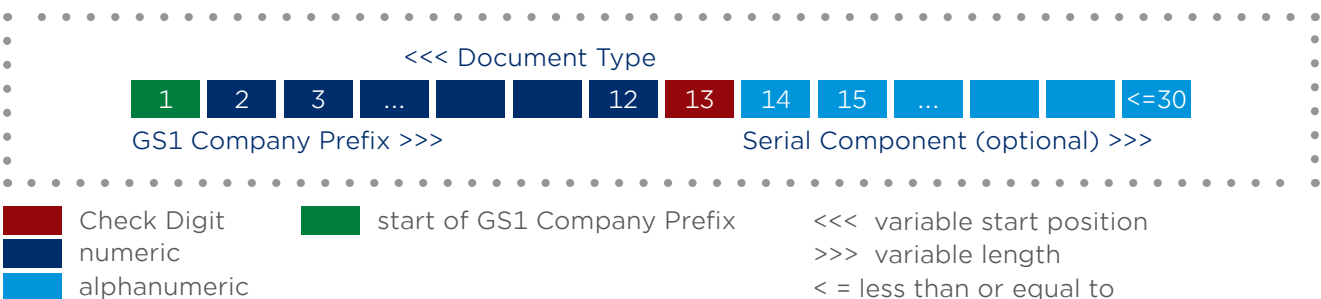 <<< Document Type
1 2 3 ... 12 13 14 15 ... <=30
GS1 Company Prefix >>> Serial Component (optional) >>>
Check Digit start of GS1 Company Prefix <<< variable start position
numeric >>> variable length
alphanumeric < = less than or equal to